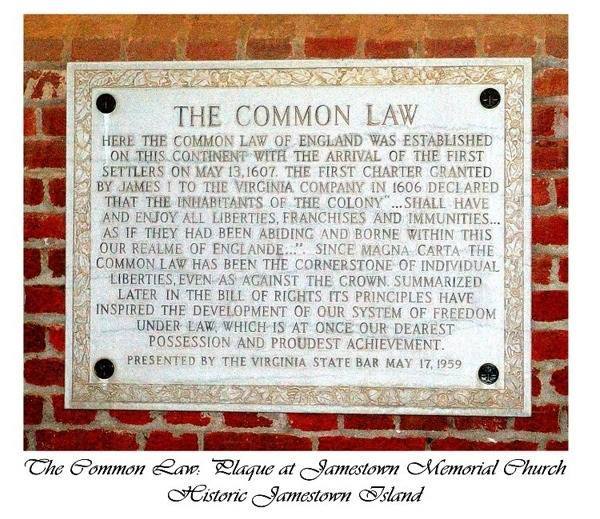 THE COMMON LAW
HERE THE COMMON LAW OF ENGLAND WAS ESTABLISHED
ON THIS CONTINENT WITH THE ARRIVAL OF THE FIRST
SETTLERS ON MAY 13, 1607. THE FIRST CHARTER GRANTED
BY JAMES I TO THE VIRGINIA COMPANY IN 1606 DECLARED
THAT THE INHABITANTS OF THE COLONY "...SHALL HAVE
AND ENJOY ALL LIBERTIES, FRANCHISES AND IMMUNITIES...
AS IF THEY HAD BEEN ABIDING AND BORNE WITHIN THIS
OUR REALME OF ENGLANDE...". SINCE MAGNA CARTA THE
COMMON LAW HAS BEEN THE CORNERSTONE OF INDIVIDUAL
LIBERTIES, EVEN AS AGAINST THE CROWN. SUMMARIZED
LATER IN THE BILL OF RIGHTS ITS PRINCIPLES HAVE
INSPIRED THE DEVELOPMENT OF OUR SYSTEM OF FREEDOM
UNDER LAW, WHICH IS AT ONCE OUR DEAREST
POSSESSION AND PROUDEST ACHIEVEMENT.
PRESENTED BY THE VIRGINIA STATE BAR MAY 17, 1959
The Common Law: Plaque at Jamestown Memorial Church
Historic Jamestown Island